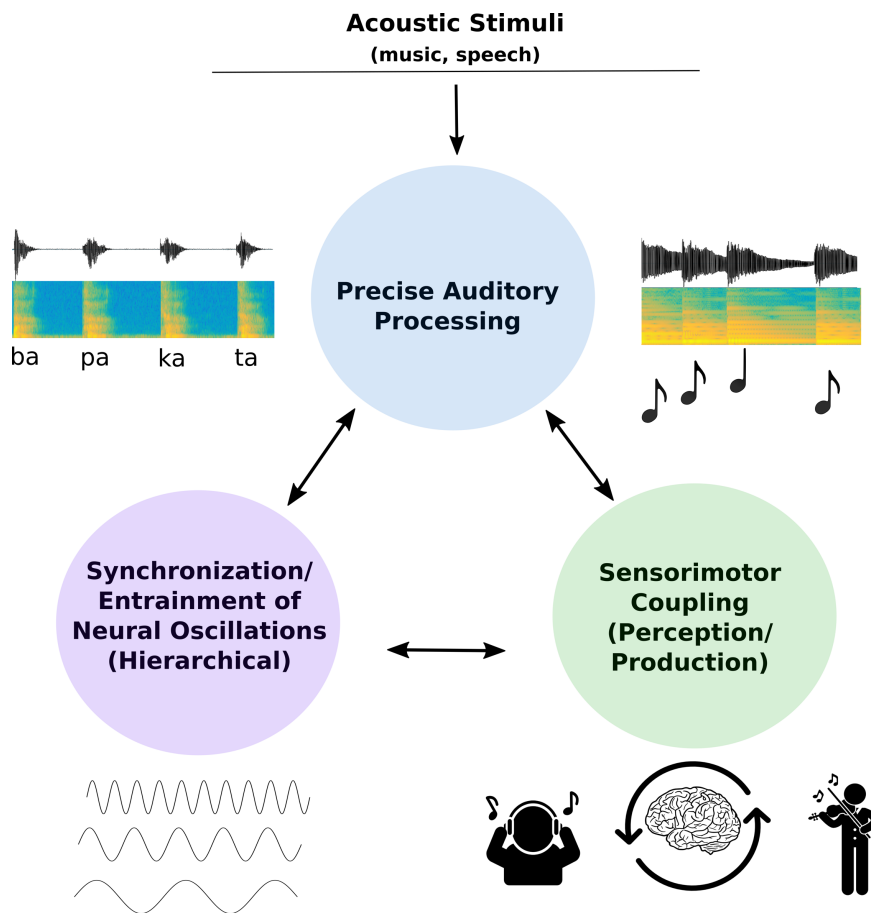 Acoustic Stimuli
(music, speech)
Precise Auditory
Processing
ba pa ka ta
Synchronization/
Entrainment of
Neural Oscillations
(Hierarchical)
Sensorimotor
Coupling
(Perception/
Production)